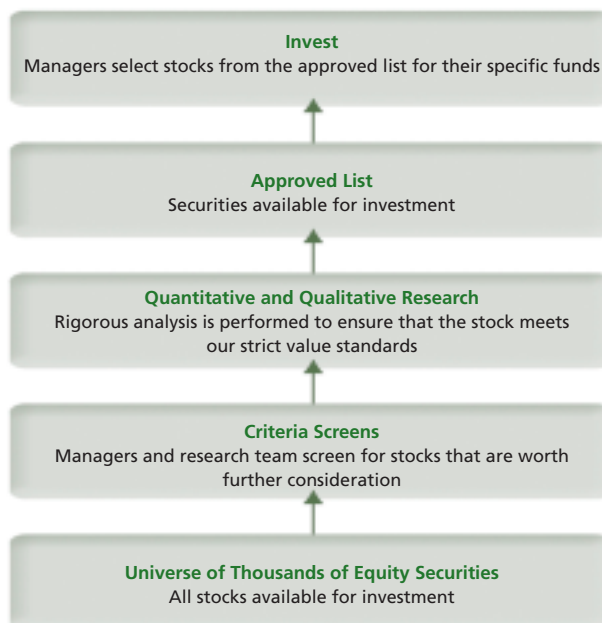 Invest
Managers select stocks from the approved list for their specific funds
Approved List
Securities available for investment
Quantitative and Qualitative Research
Rigorous analysis is performed to ensure that the stock meets
our strict value standards
Criteria Screens
Managers and research team screen for stocks that are worth
further consideration
Universe of Thousands of Equity Securities
All stocks available for investment